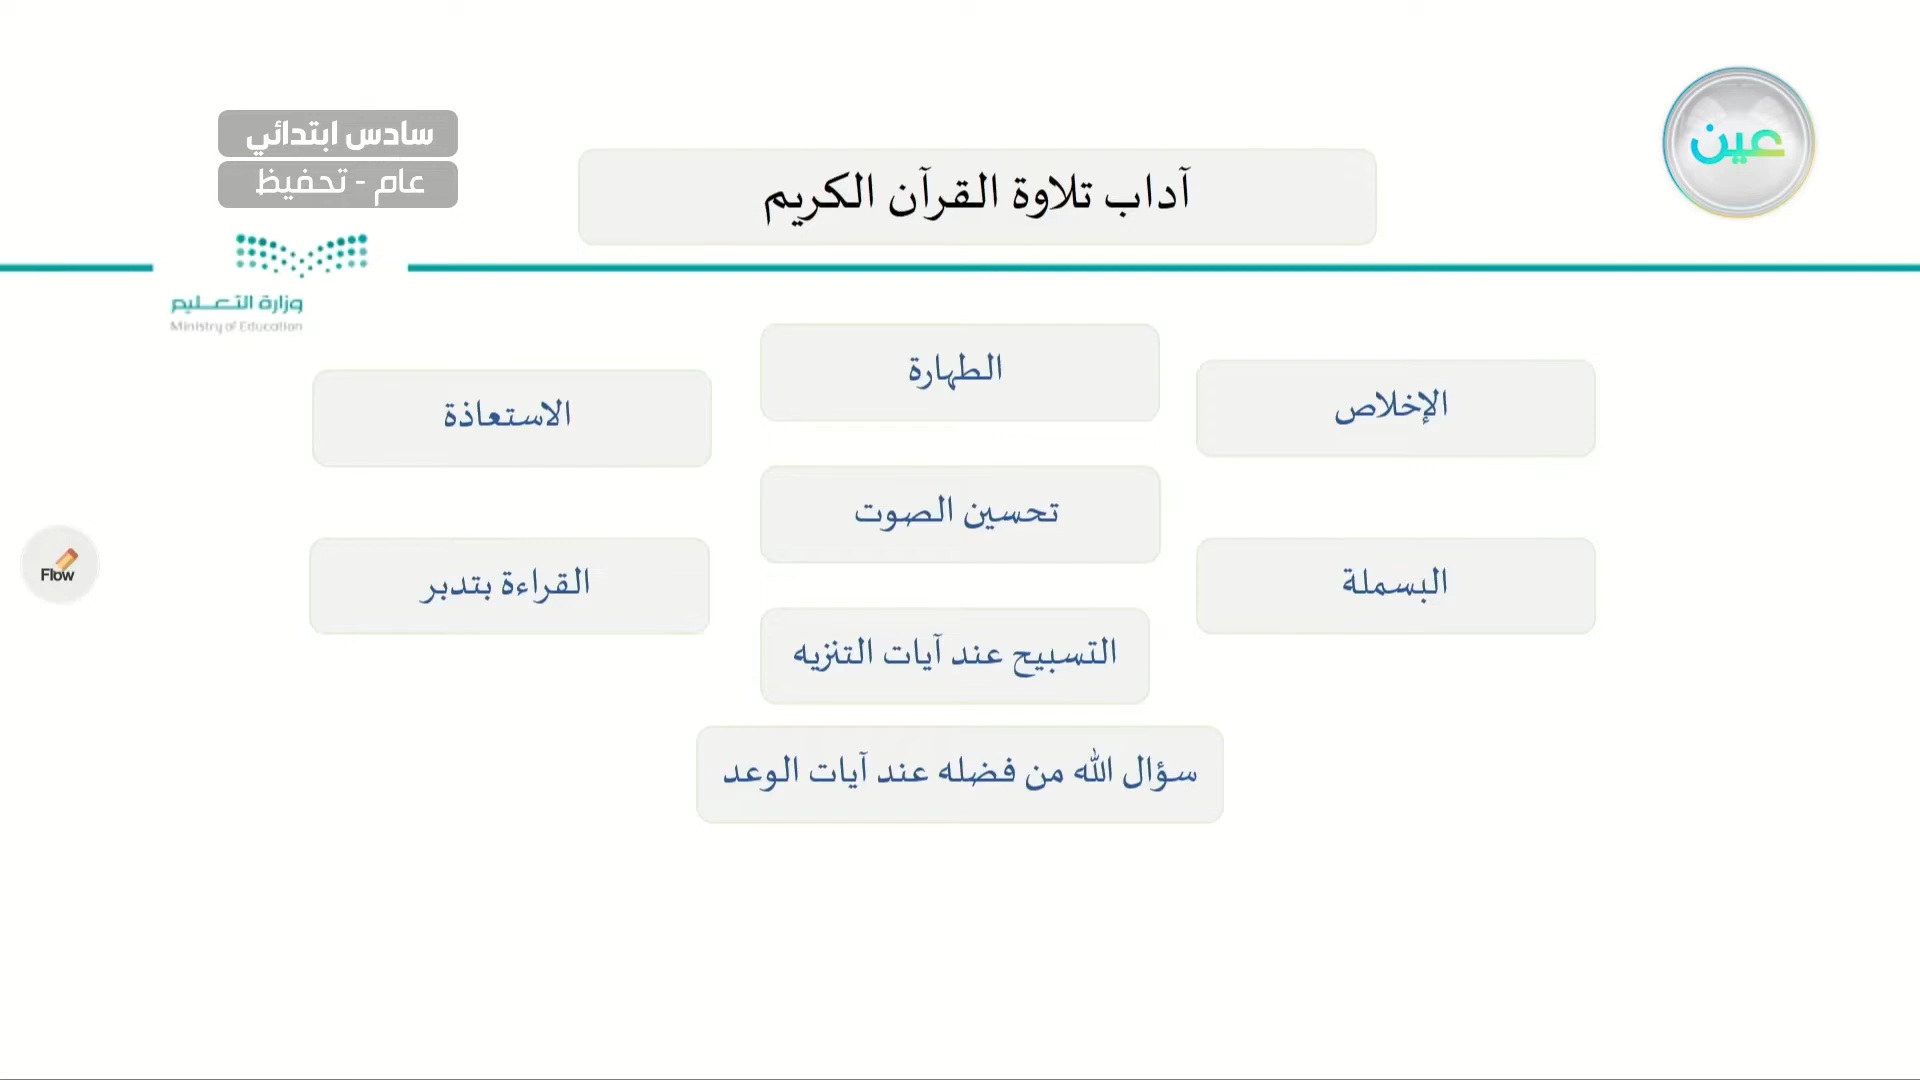 عين
سادس ابتدائي
عام - تحفيظ
آداب تلاوة القرآن الكريم
وزارة التعليم
Ministry of Education
الإخلاص
الطهارة
الاستعاذة
البسملة
تحسين الصوت
القراءة بتدبر
التسبيح عند آيات التنزيه
سؤال الله من فضله عند آيات الوعد
Flow